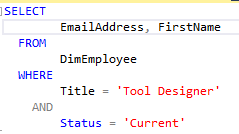 SELECT
EmailAddress, FirstName
FROM
DimEmployee
WHERE
Title = 'Tool Designer'
AND
Status = 'Current'